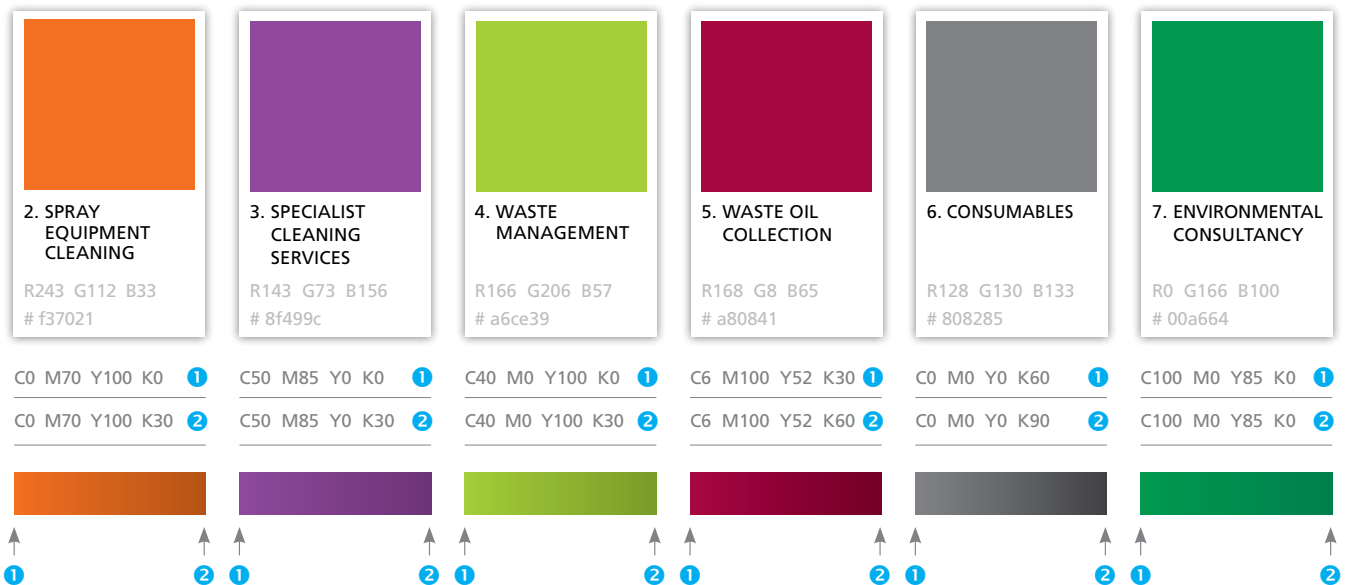 2. SPRAY
EQUIPMENT
CLEANING
R243 G112 B33
# f37021
C0 M70 Y100 K0 1
C0 M70 Y100 K30 2
1 2
3. SPECIALIST
CLEANING
SERVICES
R143 G73 B156
# 8f499c
C50 M85 Y0 K0 1
C50 M85 Y0 K30 2
1 2
4. WASTE
MANAGEMENT
R166 G206 B57
# a6ce39
C40 M0 Y100 K0 1
C40 M0 Y100 K30 2
1 2
5. WASTE OIL
COLLECTION
R168 G8 B65
# a80841
C6 M100 Y52 K30 1
C6 M100 Y52 K60 2
1 2
6. CONSUMABLES
R128 G130 B133
# 808285
C0 M0 Y0 K60 1
C0 M0 Y0 K90 2
1 2
7. ENVIRONMENTAL
CONSULTANCY
R0 G166 B100
# 00a664
C100 M0 Y85 K0 1
C100 M0 Y85 K0 2
1 2